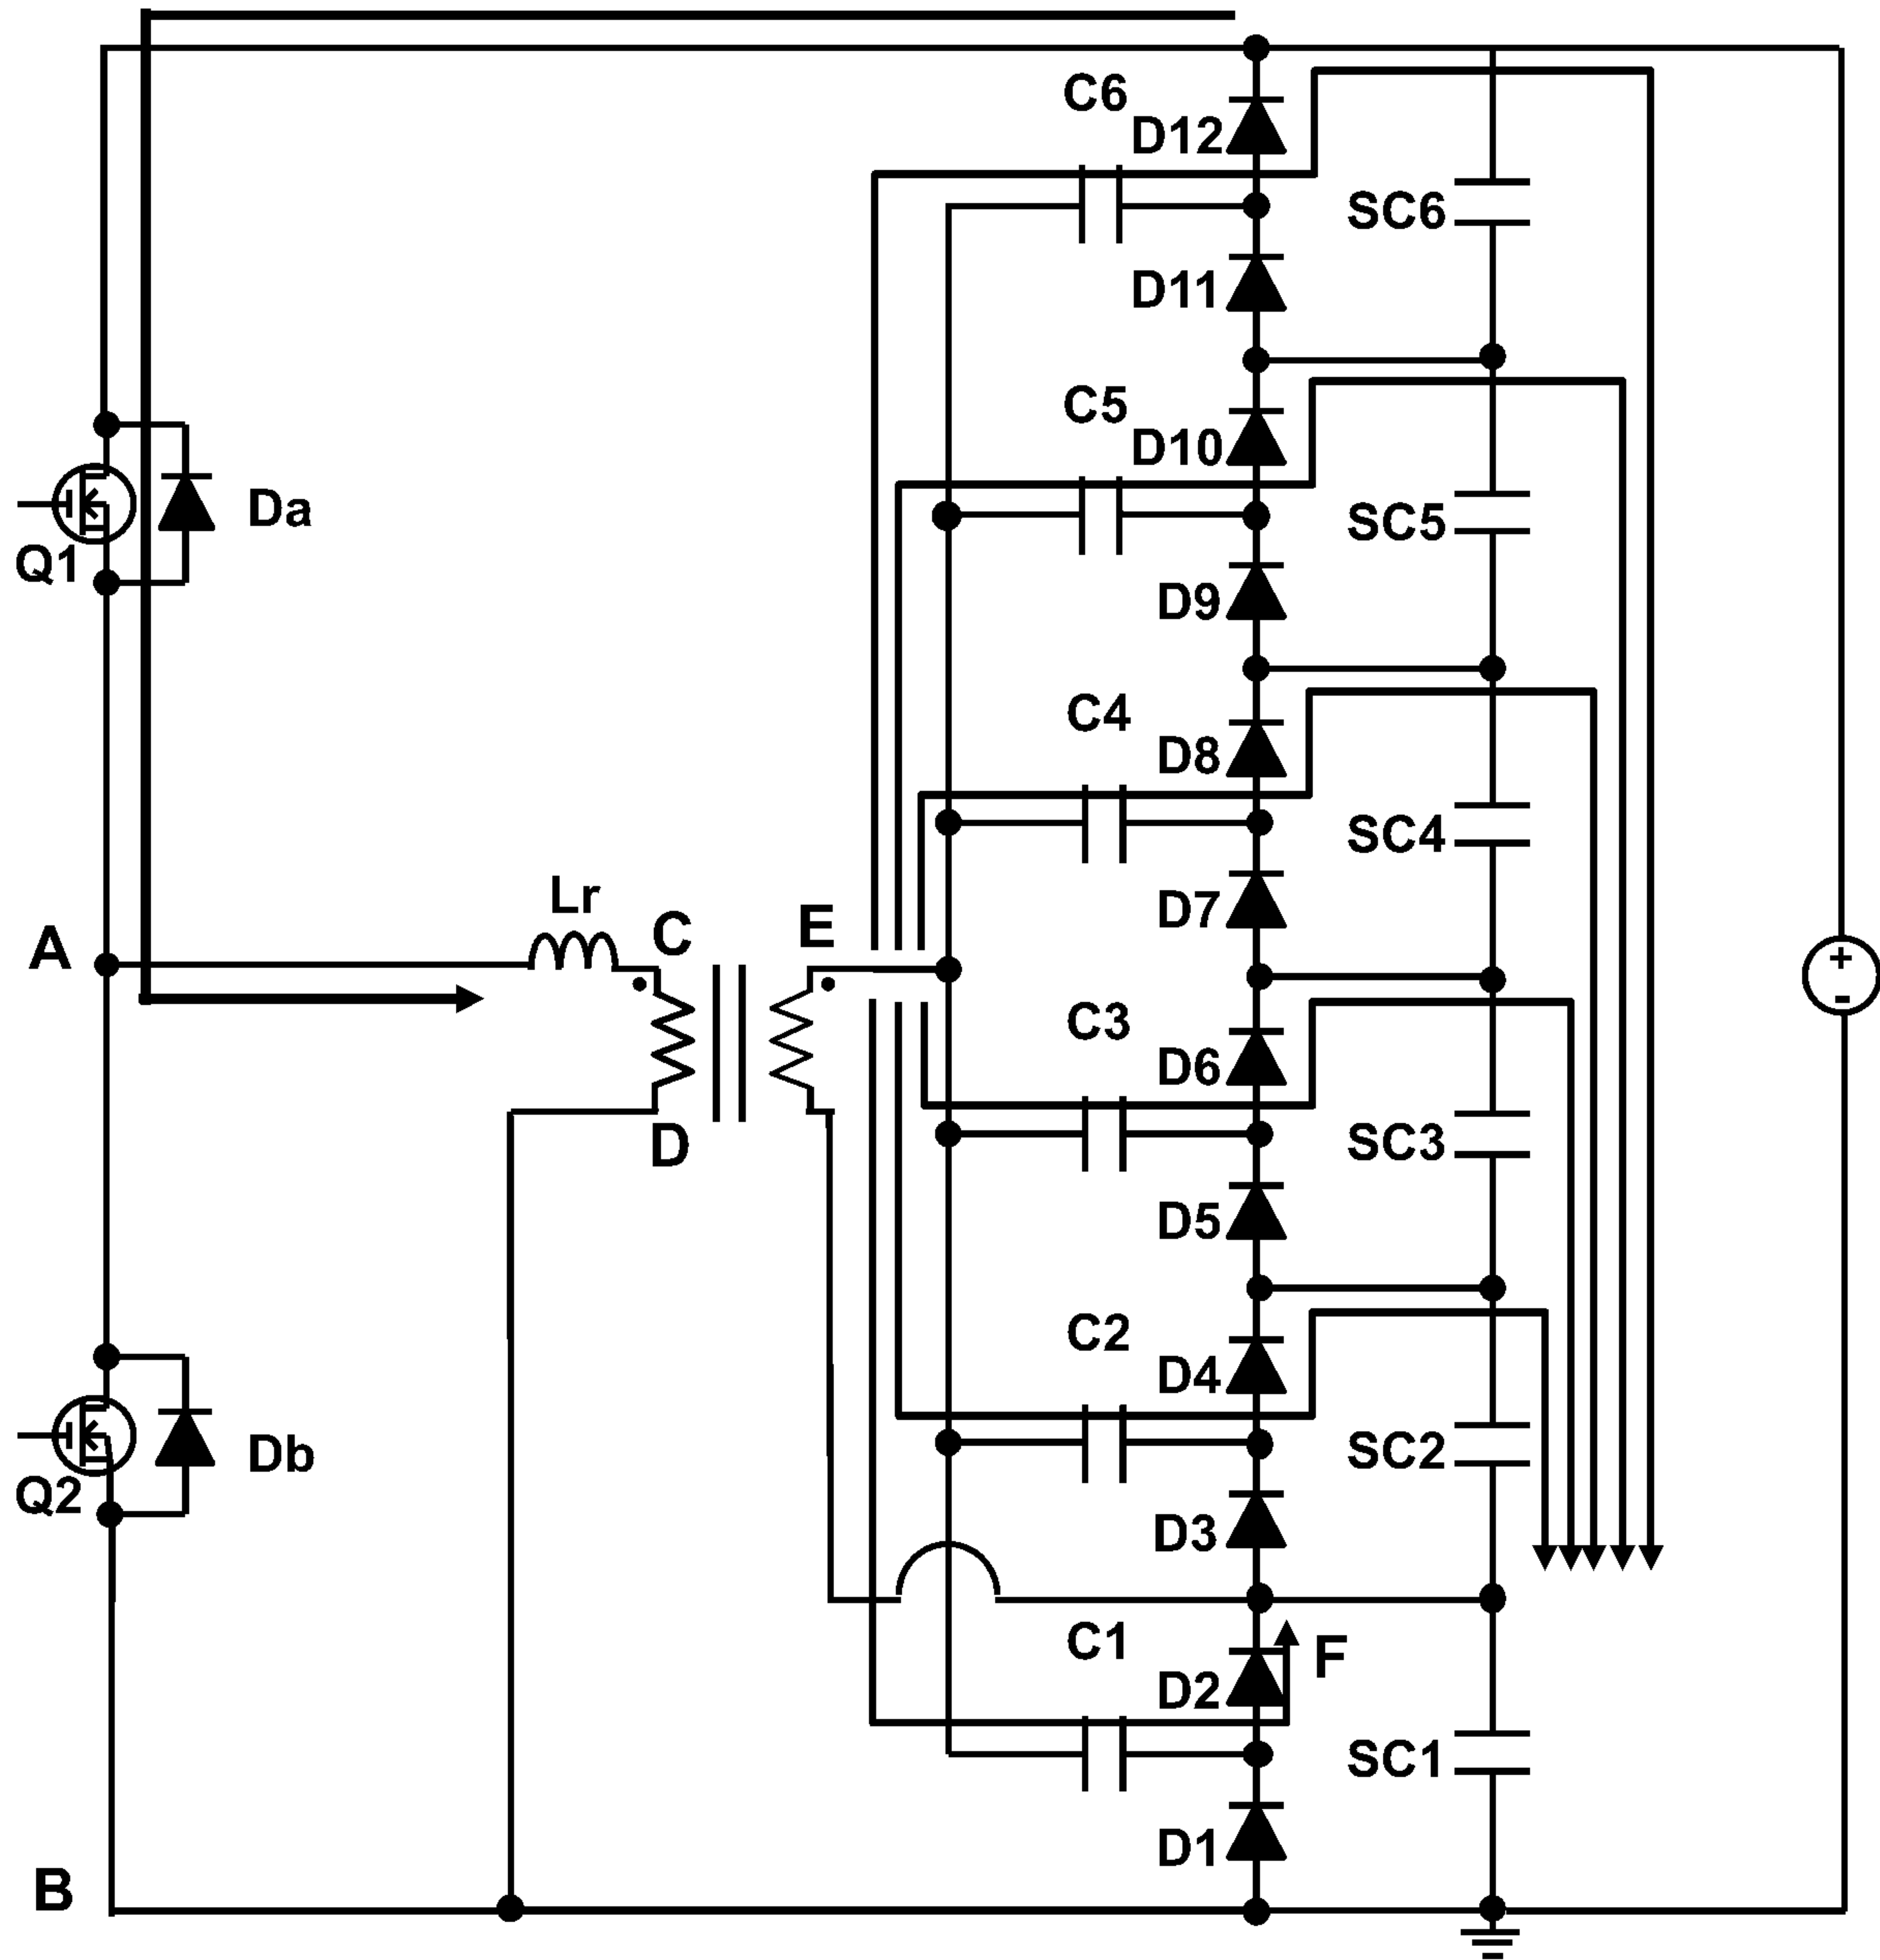 C6
D12
SC6
D11
C5
D10
Da
SC5
Q1
D9
C4
D8
SC4
Lr
D7
A
C
E
+
-
C3
D6
D
SC3
D5
C2
D4
Db
SC2
Q2
D3
C1
F
D2
SC1
D1
B